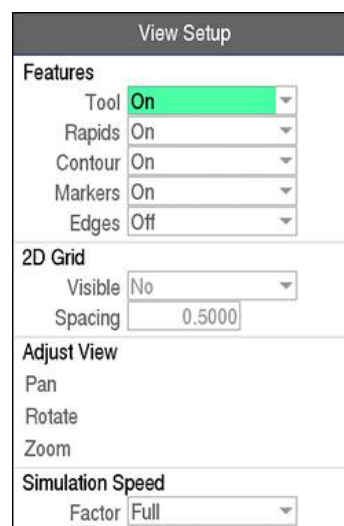 View Setup
Features
Tool On
Rapids On
Contour On
Markers On
Edges Off
2D Grid
Visible No
Spacing 0.5000
Adjust View
Pan
Rotate
Zoom
Simulation Speed
Factor Full